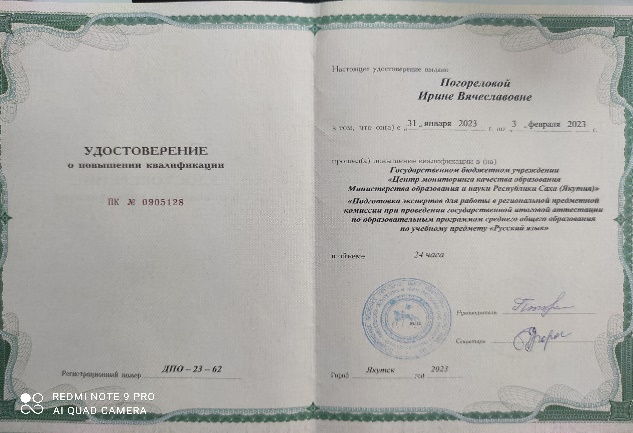 УДОСТОВЕРЕНИЕ
о повышении квалификации
ПК № 0905128
Регистрационный номер ДПО – 23 – 62
Настоящее удостоверение выдано
Погореловой
Ирине Вячеславовне
в том, что он(а) с „ 31 „ января 2023 г. по „ 3 „ февраля 2023 г.
прошел(а) повышение квалификации в (на)
Государственном бюджетном учреждении
«Центр мониторинга качества образования
Министерства образования и науки Республики Саха (Якутия)»
«Подготовка экспертов для работы в региональной предметной
комиссии при проведении государственной итоговой аттестации
по образовательным программам среднего общего образования
по учебному предмету «Русский язык»
в объеме 24 часа
Руководитель
Секретарь
Город Якутск год 2023
REDMI NOTE 9 PRO
AI QUAD CAMERA